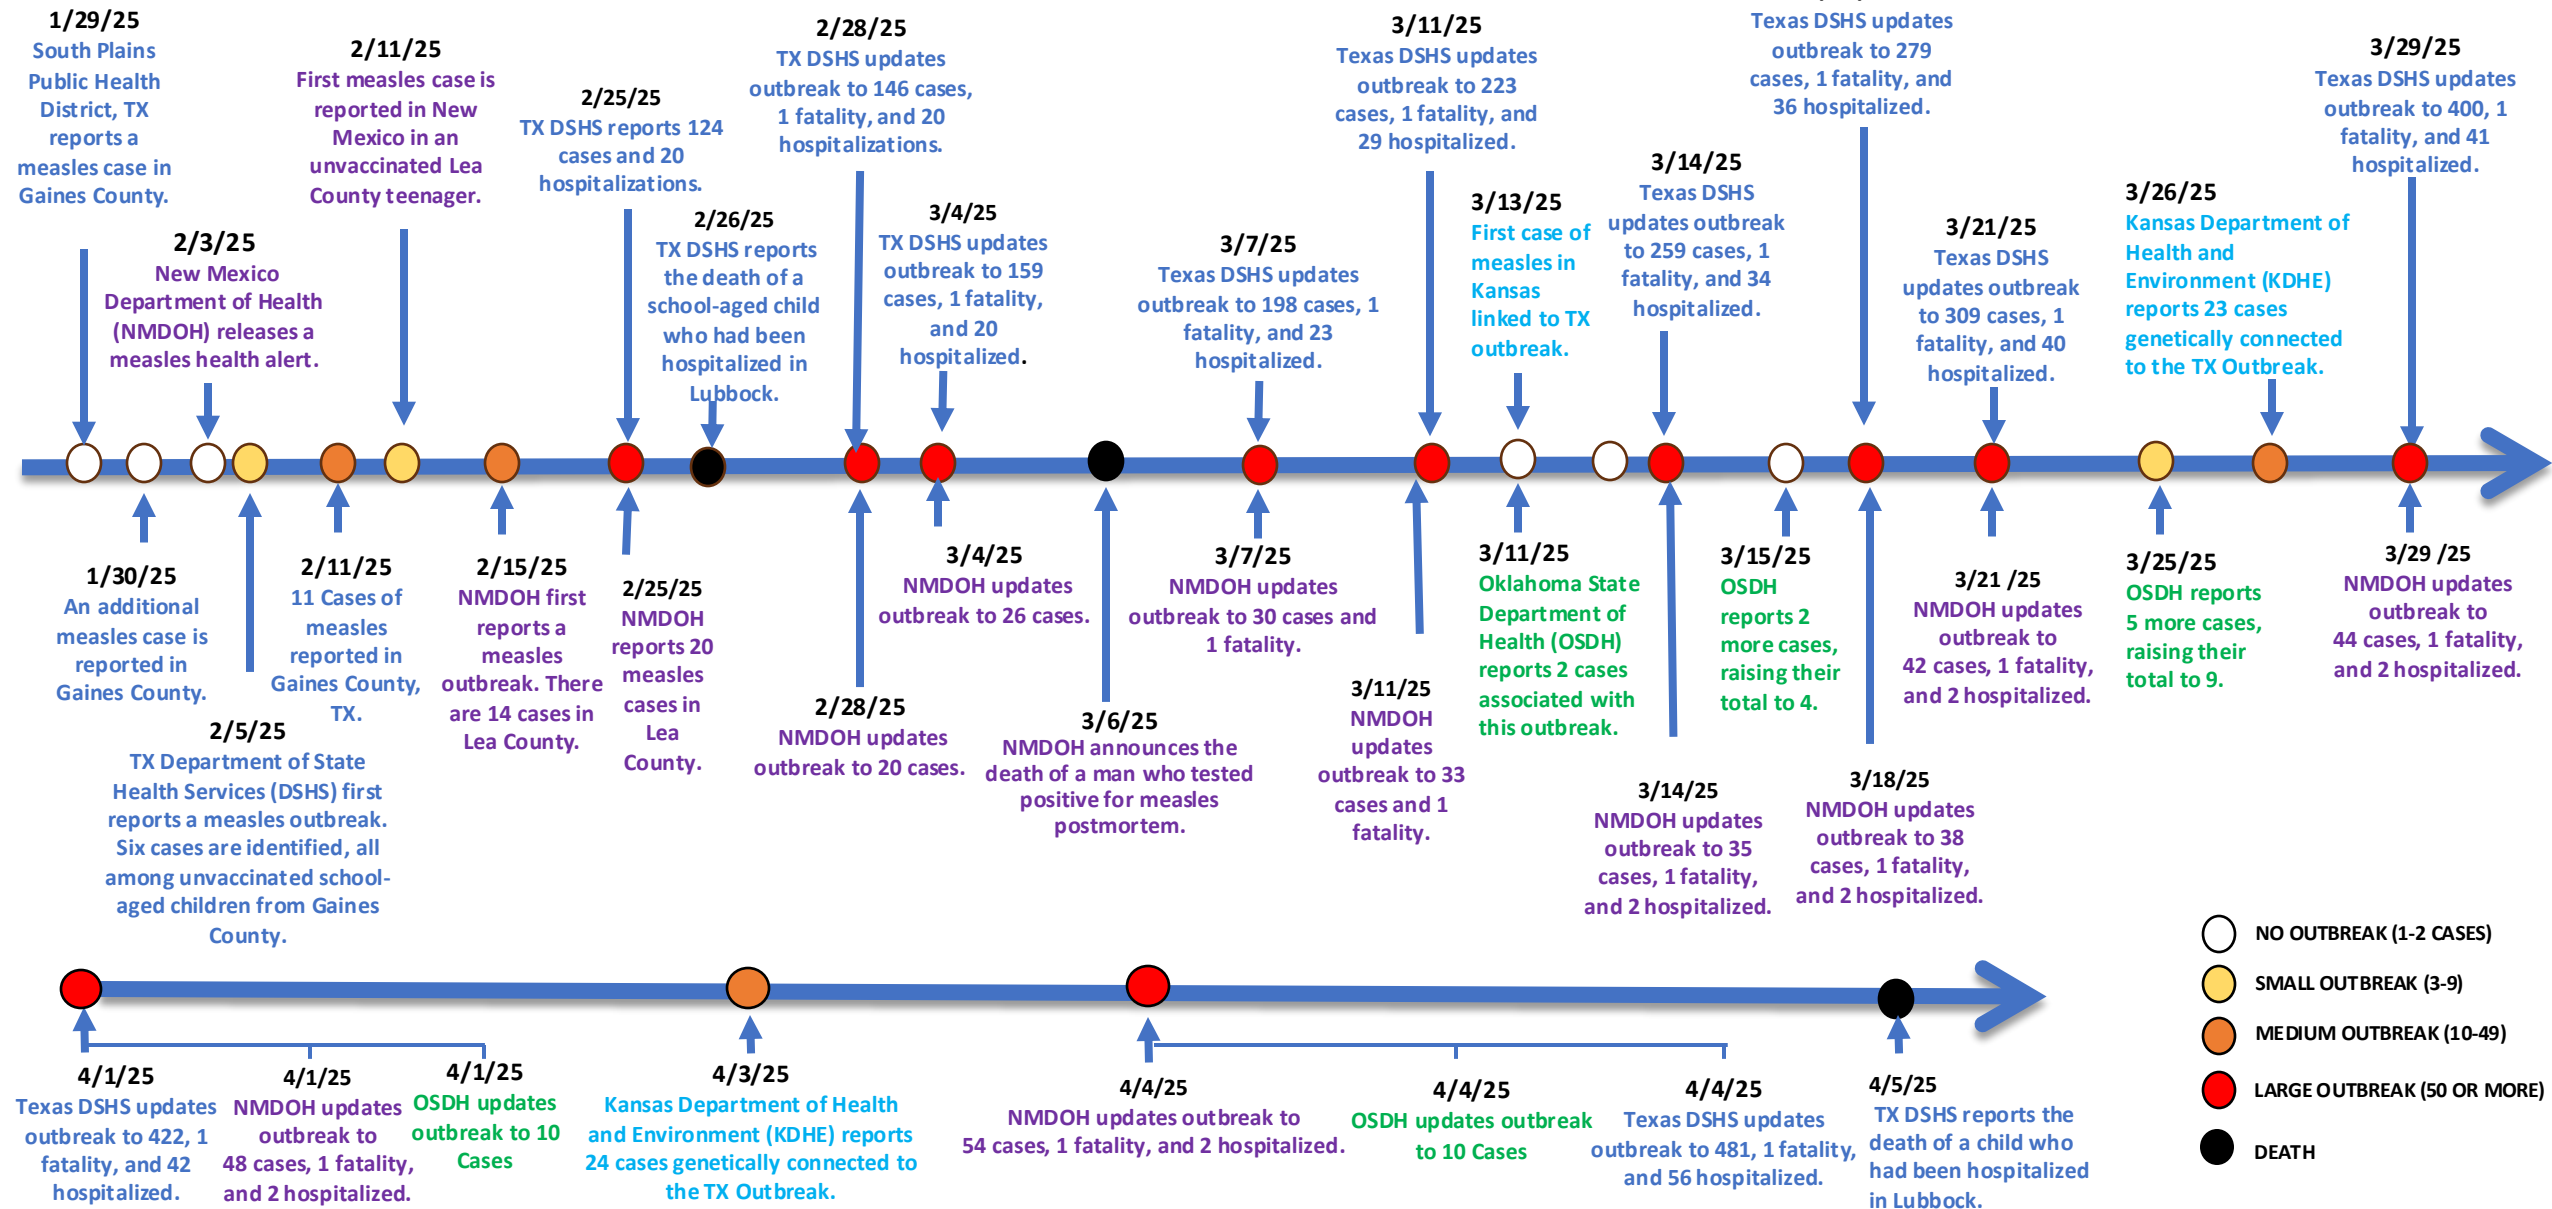 1/29/25
South Plains
Public Health
District, TX
reports a
measles case in
Gaines County.
2/3/25
New Mexico
Department of Health
(NMDOH) releases a
measles health alert.
2/11/25
First measles case is
reported in New
Mexico in an
unvaccinated Lea
County teenager.
2/25/25
TX DSHS reports 124
cases and 20
hospitalizations.
2/26/25
TX DSHS reports
the death of a
school-aged child
who had been
hospitalized in
Lubbock.
2/28/25
TX DSHS updates
outbreak to 146 cases,
1 fatality, and 20
hospitalizations.
3/4/25
TX DSHS updates
outbreak to 159
cases, 1 fatality,
and 20
hospitalized.
3/7/25
Texas DSHS updates
outbreak to 198 cases, 1
fatality, and 23
hospitalized.
3/11/25
Texas DSHS updates
outbreak to 223
cases, 1 fatality, and
29 hospitalized.
3/13/25
First case of
measles in
Kansas
linked to TX
outbreak.
3/14/25
Texas DSHS
updates outbreak
to 259 cases, 1
fatality, and 34
hospitalized.
Texas DSHS updates
outbreak to 279
cases, 1 fatality, and
36 hospitalized.
3/21/25
Texas DSHS
updates outbreak
to 309 cases, 1
fatality, and 40
hospitalized.
3/26/25
Kansas Department of
Health and
Environment (KDHE)
reports 23 cases
genetically connected
to the TX Outbreak.
3/29/25
Texas DSHS updates
outbreak to 400, 1
fatality, and 41
hospitalized.
1/30/25
An additional
measles case is
reported in
Gaines County.
2/5/25
TX Department of State
Health Services (DSHS) first
reports a measles outbreak.
Six cases are identified, all
among unvaccinated school-
aged children from Gaines
County.
2/11/25
11 Cases of
measles
reported in
Gaines County,
TX.
2/15/25
NMDOH first
reports a
measles
outbreak. There
are 14 cases in
Lea County.
2/25/25
NMDOH
reports 20
measles
cases in
Lea
County.
2/28/25
NMDOH updates
outbreak to 20 cases.
3/4/25
NMDOH updates
outbreak to 26 cases.
3/6/25
NMDOH announces the
death of a man who tested
positive for measles
postmortem.
3/7/25
NMDOH updates
outbreak to 30 cases and
1 fatality.
3/11/25
NMDOH
updates
outbreak to 33
cases and 1
fatality.
3/11/25
Oklahoma State
Department of
Health (OSDH)
reports 2 cases
associated with
this outbreak.
3/14/25
NMDOH updates
outbreak to 35
cases, 1 fatality,
and 2 hospitalized.
3/15/25
OSDH
reports 2
more cases,
raising their
total to 4.
3/18/25
NMDOH updates
outbreak to 38
cases, 1 fatality,
and 2 hospitalized.
3/21 /25
NMDOH updates
outbreak to
42 cases, 1 fatality,
and 2 hospitalized.
3/25/25
OSDH reports
5 more cases,
raising their
total to 9.
3/29 /25
NMDOH updates
outbreak to
44 cases, 1 fatality,
and 2 hospitalized.
4/1/25
Texas DSHS updates
outbreak to 422, 1
fatality, and 42
hospitalized.
4/1/25
NMDOH updates
outbreak to
48 cases, 1 fatality,
and 2 hospitalized.
4/1/25
OSDH updates
outbreak to 10
Cases
4/3/25
Kansas Department of Health
and Environment (KDHE) reports
24 cases genetically connected to
the TX Outbreak.
4/4/25
NMDOH updates outbreak to
54 cases, 1 fatality, and 2 hospitalized.
4/4/25
OSDH updates outbreak
to 10 Cases
4/4/25
Texas DSHS updates
outbreak to 481, 1 fatality,
and 56 hospitalized.
4/5/25
TX DSHS reports the
death of a child who
had been hospitalized
in Lubbock.
NO OUTBREAK (1-2 CASES)
SMALL OUTBREAK (3-9)
MEDIUM OUTBREAK (10-49)
LARGE OUTBREAK (50 OR MORE)
DEATH